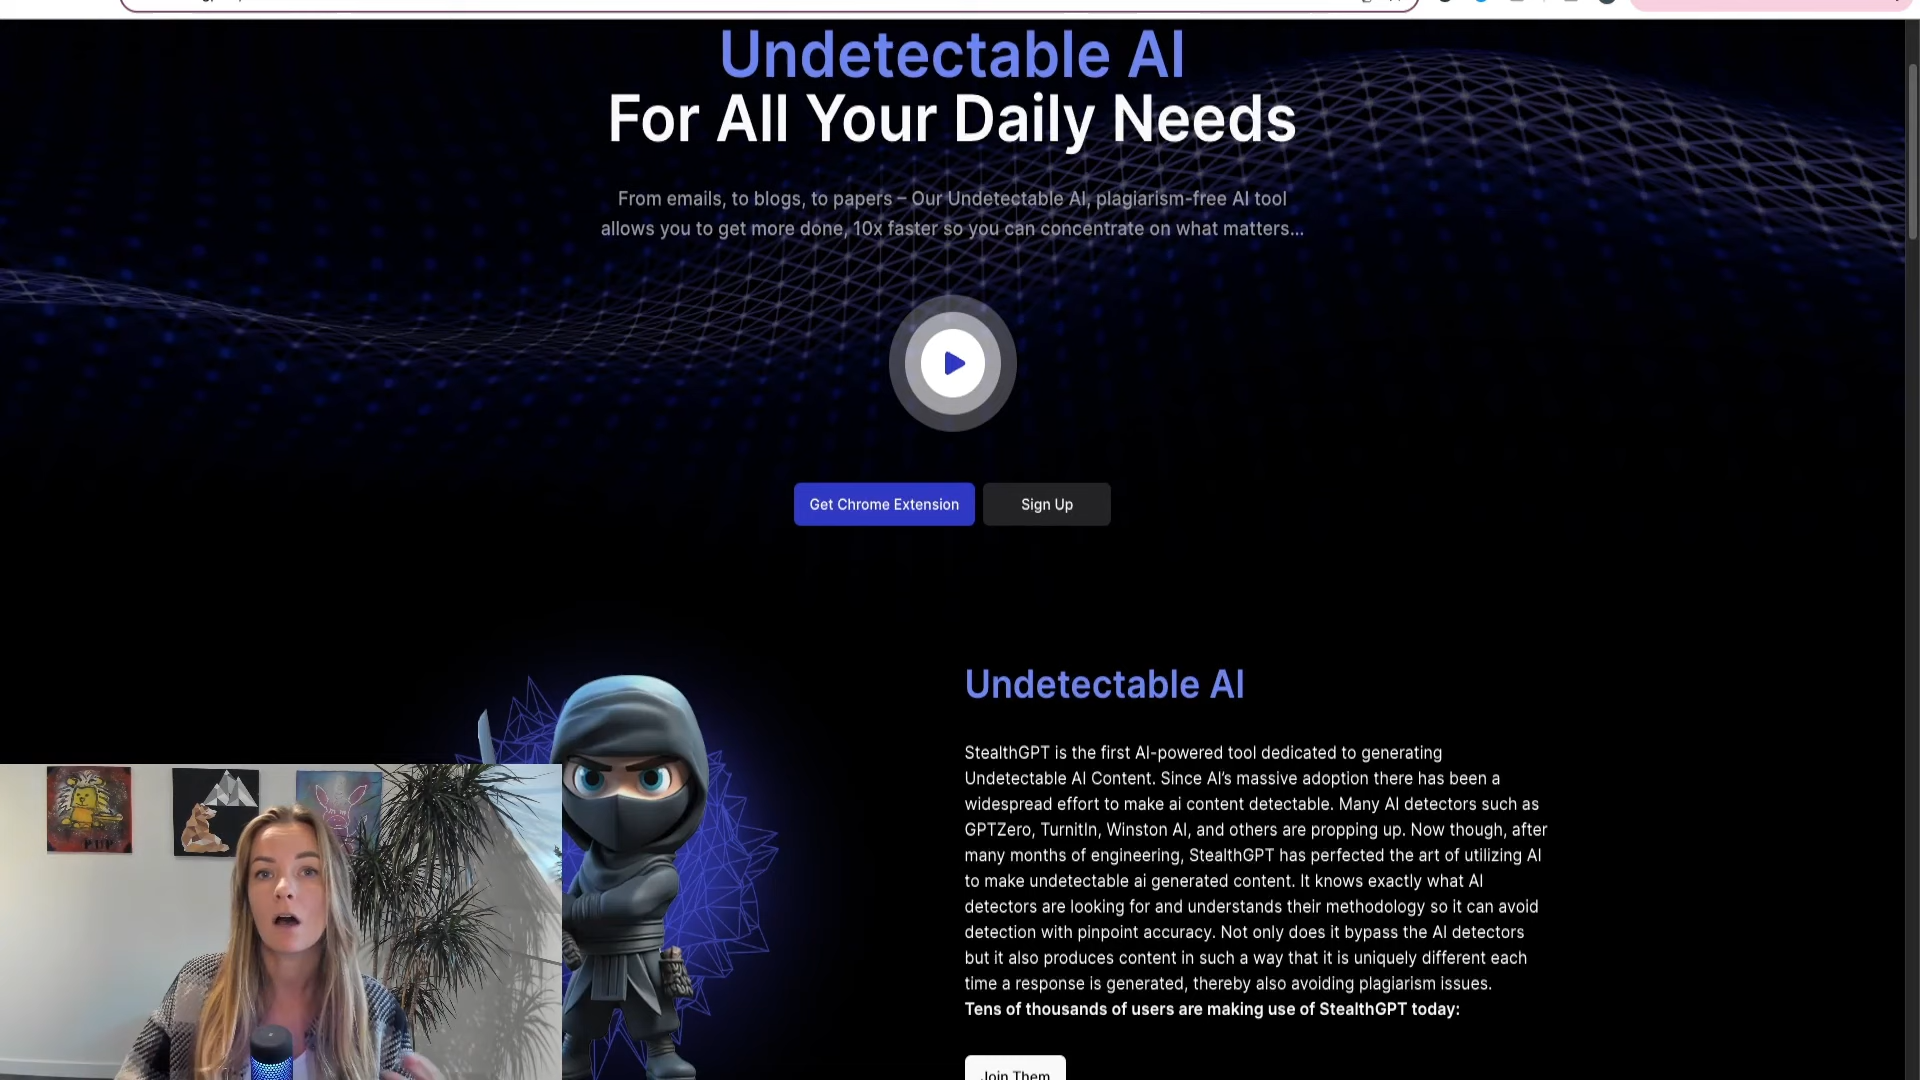 Undetectable AI
For All Your Daily Needs
From emails, to blogs, to papers – Our Undetectable AI, plagiarism-free AI tool
allows you to get more done, 10x faster so you can concentrate on what matters...
Get Chrome Extension
Sign Up
Undetectable AI
StealthGPT is the first AI-powered tool dedicated to generating
Undetectable AI Content. Since AI's massive adoption there has been a
widespread effort to make ai content detectable. Many AI detectors such as
GPTZero, TurnitIn, Winston AI, and others are propping up. Now though, after
many months of engineering, StealthGPT has perfected the art of utilizing AI
to make undetectable ai generated content. It knows exactly what AI
detectors are looking for and understands their methodology so it can avoid
detection with pinpoint accuracy. Not only does it bypass the AI detectors
but it also produces content in such a way that it is uniquely different each
time a response is generated, thereby also avoiding plagiarism issues.
Tens of thousands of users are making use of StealthGPT today:
Join Them